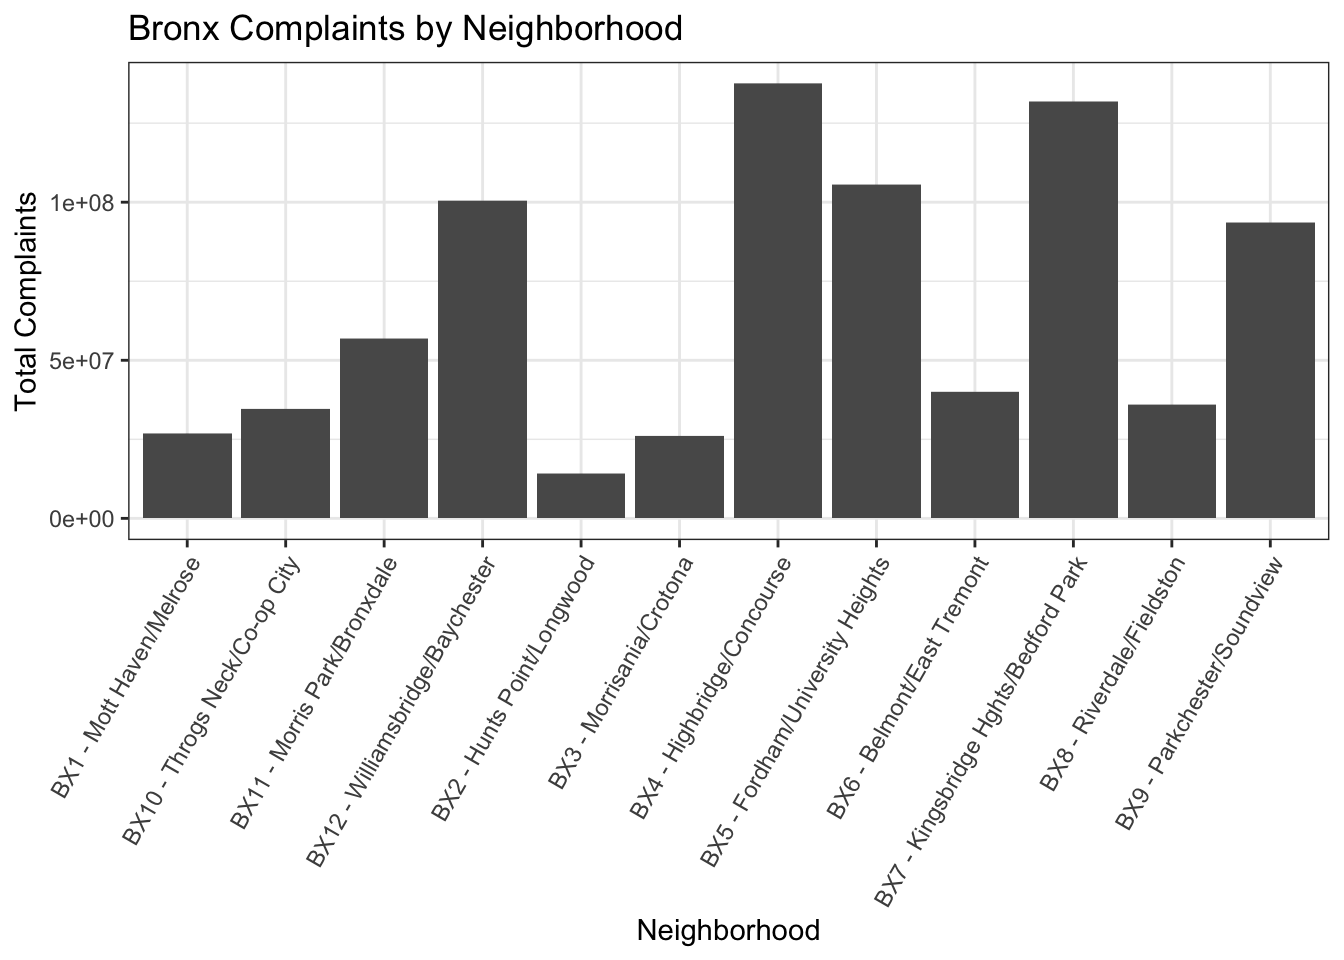 Bronx Complaints by Neighborhood
Total Complaints
1e+08
5e+07
0e+00
BX1 - Mott Haven/Melrose
BX10 - Throgs Neck/Co-op City
BX11 - Morris Park/Bronxdale
BX12 - Williamsbridge/Baychester
BX2 - Hunts Point/Longwood
BX3 - Morrisania/Crotona
BX4 - Highbridge/Concourse
BX5 - Fordham/University Heights
BX6 - Belmont/East Tremont
BX7 - Kingsbridge Hghts/Bedford Park
BX8 - Riverdale/Fieldston
BX9 - Parkchester/Soundview
Neighborhood